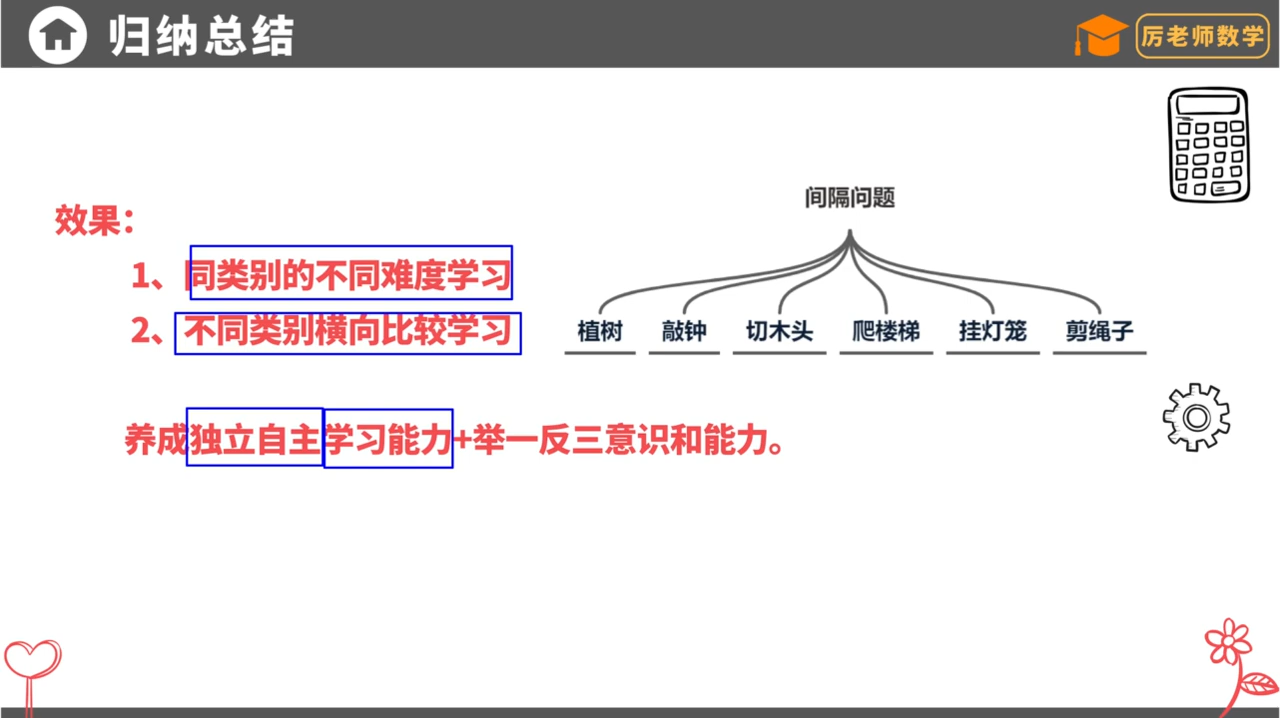 归纳总结
厉老师数学
效果：
1、同类别的不同难度学习
2、不同类别横向比较学习
间隔问题
植树 敲钟 切木头 爬楼梯 挂灯笼 剪绳子
养成独立自主学习能力+举一反三意识和能力。